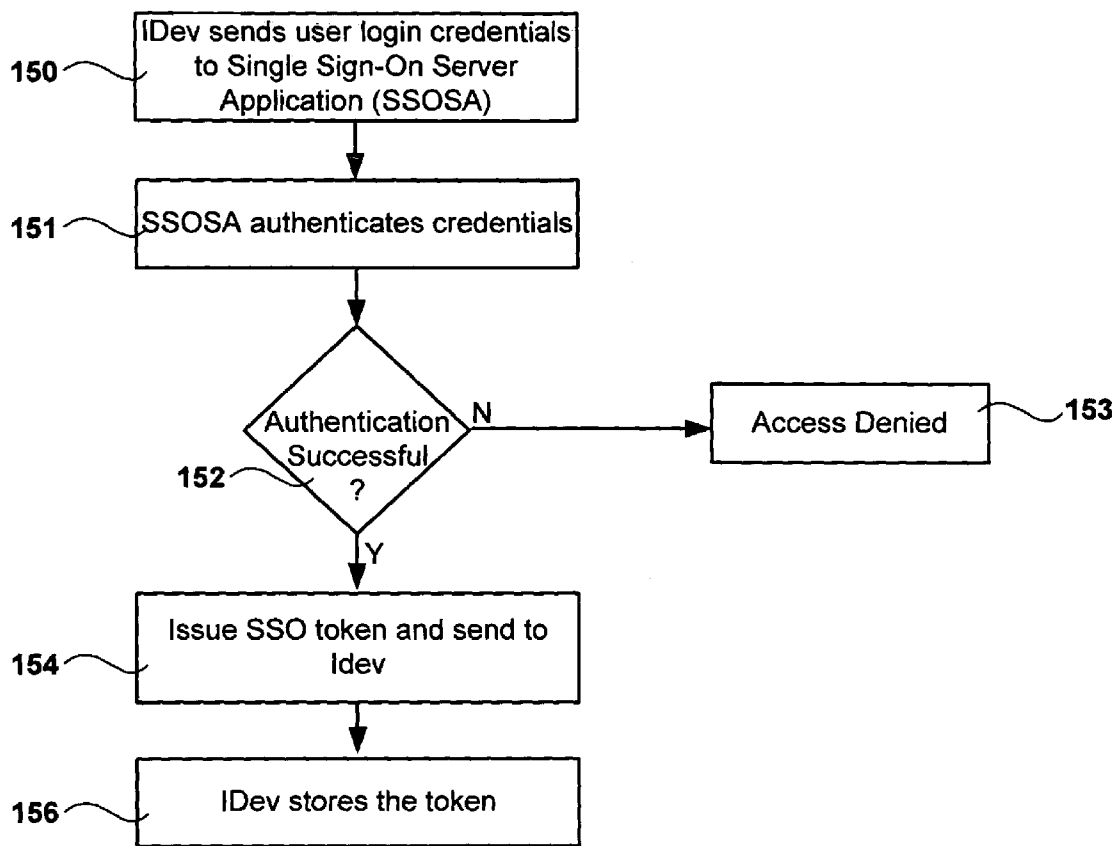 IDev sends user login credentials
150
to Single Sign-On Server
Application (SSOSA)
151
SSOSA authenticates credentials
Authentication
N
Successful
152
?
Y
Access Denied
153
Issue SSO token and send to
154
Idev
156
IDev stores the token